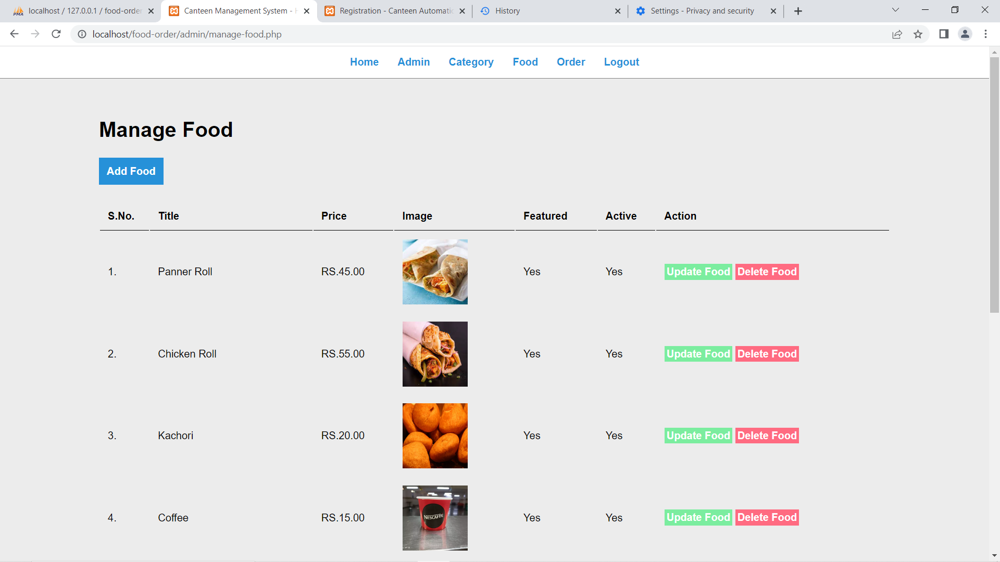 localhost / 127.0.0.1 / food-order
Canteen Management System -
Registration - Canteen Automatic
History
Settings - Privacy and security
localhost/food-order/admin/manage-food.php
Home Admin Category Food Order Logout
Manage Food
Add Food
S.No. Title Price Image Featured Active Action
1. Panner Roll RS.45.00 Yes Yes Update Food Delete Food
2. Chicken Roll RS.55.00 Yes Yes Update Food Delete Food
3. Kachori RS.20.00 Yes Yes Update Food Delete Food
4. Coffee RS.15.00 NESCAFÉ Yes Yes Update Food Delete Food